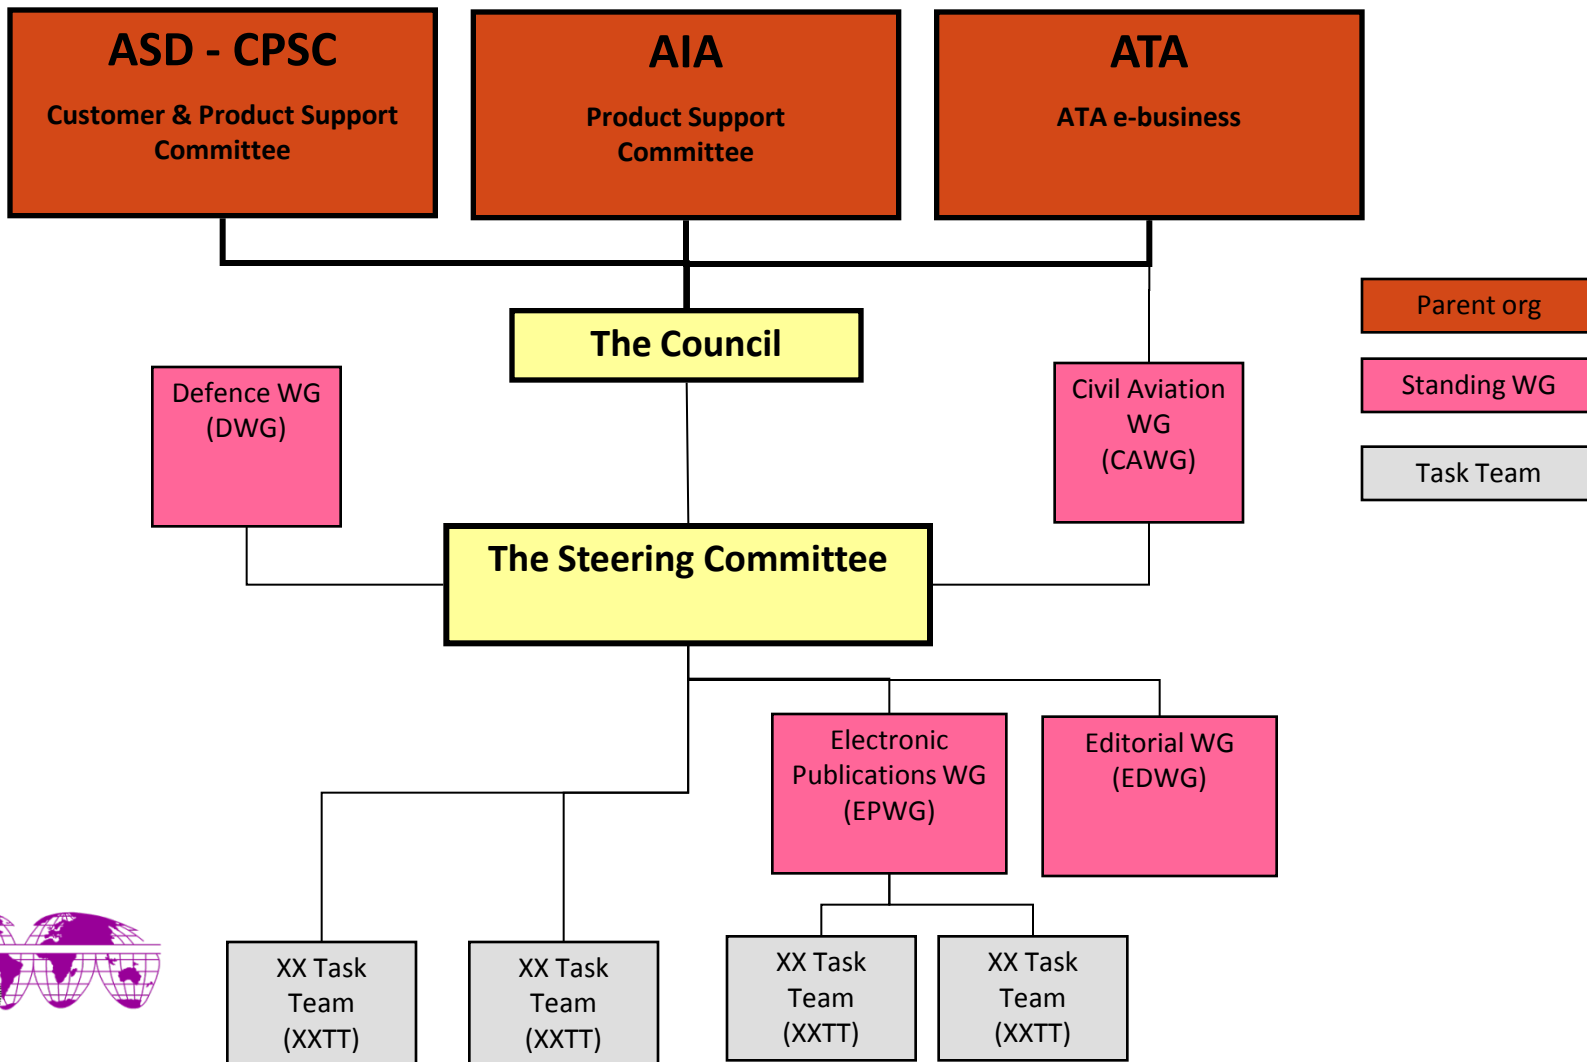 ASD - CPSC
Customer & Product Support
Committee
AIA
Product Support
Committee
ATA
ATA e-business
The Council
Parent org
Defence WG
(DWG)
Civil Aviation
WG
(CAWG)
Standing WG
Task Team
The Steering Committee
Electronic
Publications WG
(EPWG)
Editorial WG
(EDWG)
XX Task
Team
(XXTT)
XX Task
Team
(XXTT)
XX Task
Team
(XXTT)
XX Task
Team
(XXTT)